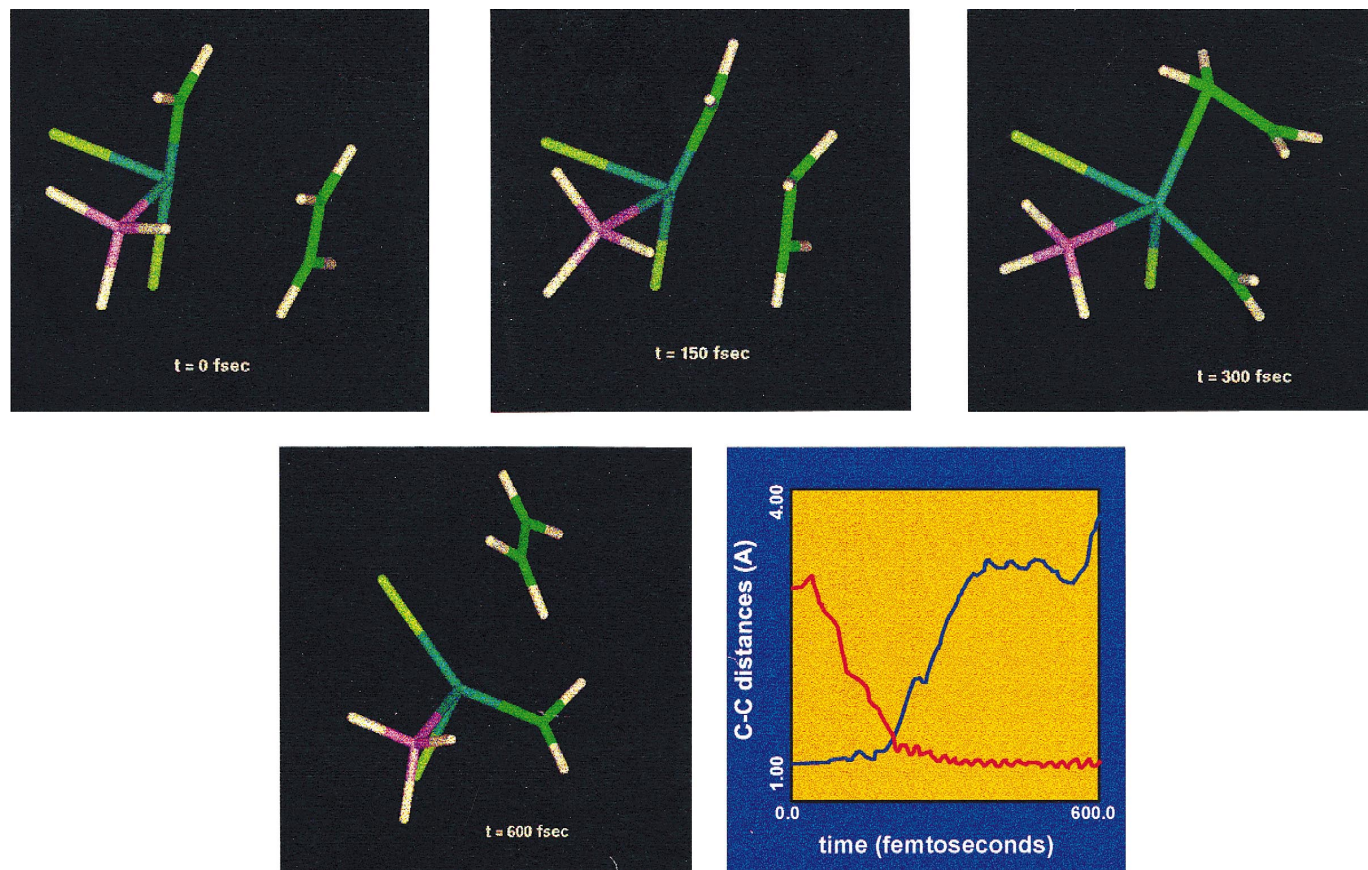 t = 0 fsec
t = 150 fsec
t = 300 fsec
t = 600 fsec
4.00
C-C distances (A)
1.00
0.0
600.0
time (femtoseconds)